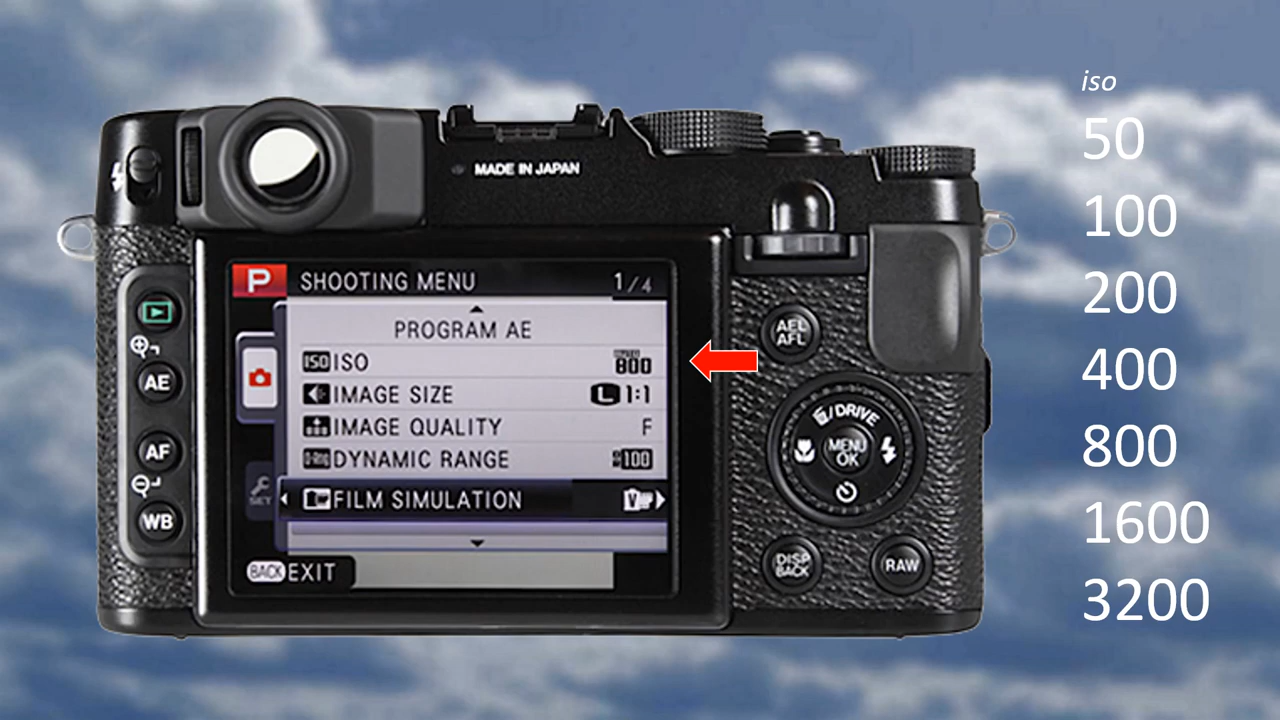 MADE IN JAPAN
P SHOOTING MENU 1/4
PROGRAM AE
ISO ISO 800
IMAGE SIZE L 1:1
IMAGE QUALITY F
DYNAMIC RANGE 100
FILM SIMULATION V
SET
BACK EXIT
AE
AF
WB
AEL
AFL
/DRIVE
MENU
OK
DISP
BACK
RAW
iso
50
100
200
400
800
1600
3200